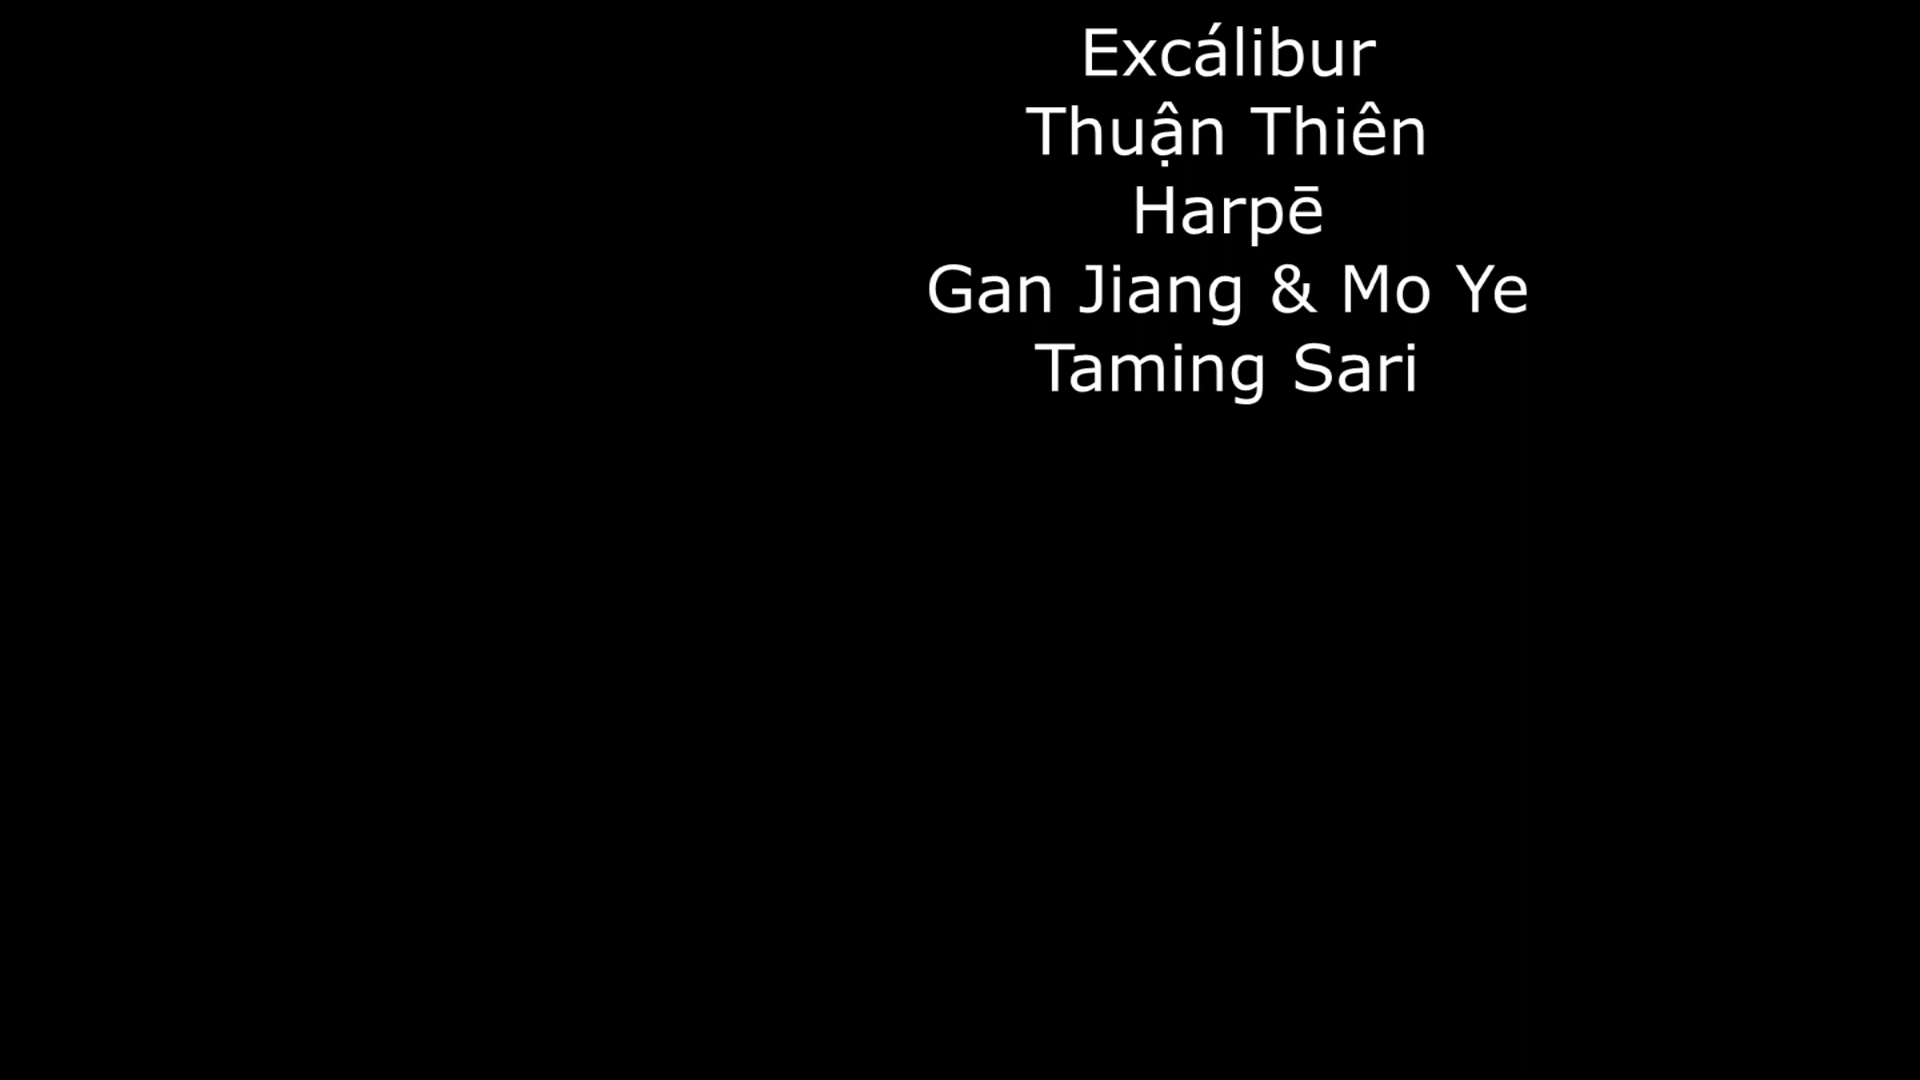 Excálibur
Thuận Thiên
Harpē
Gan Jiang & Mo Ye
Taming Sari